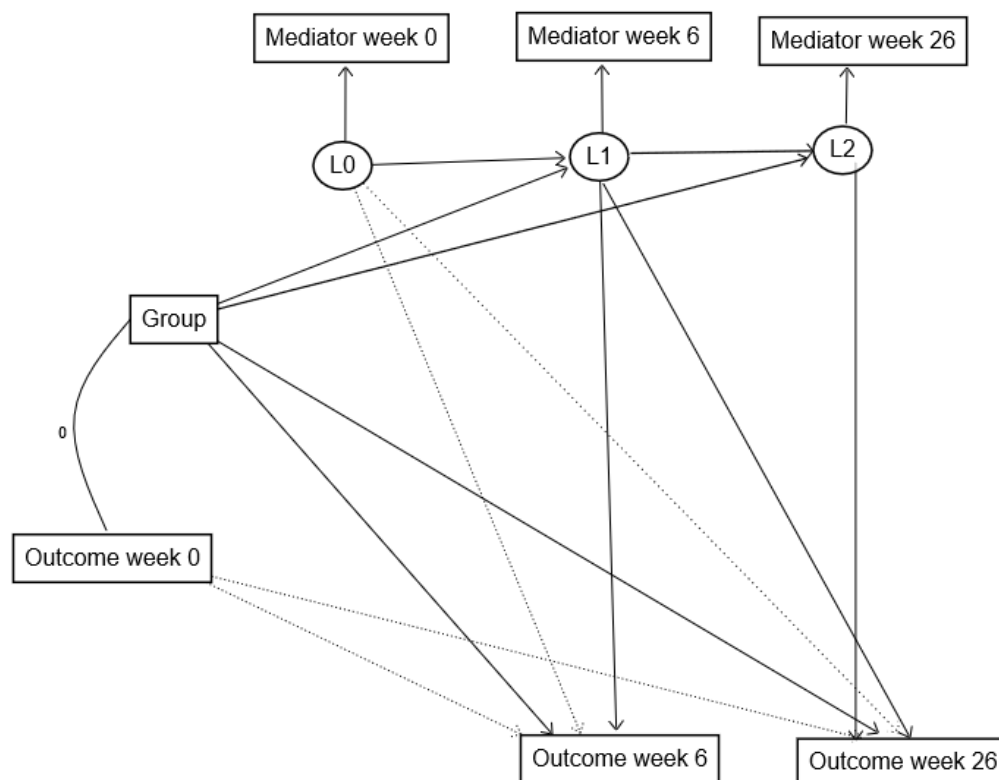 Mediator week 0
Mediator week 6
Mediator week 26
L0
L1
L2
Group
0
Outcome week 0
Outcome week 6
Outcome week 26